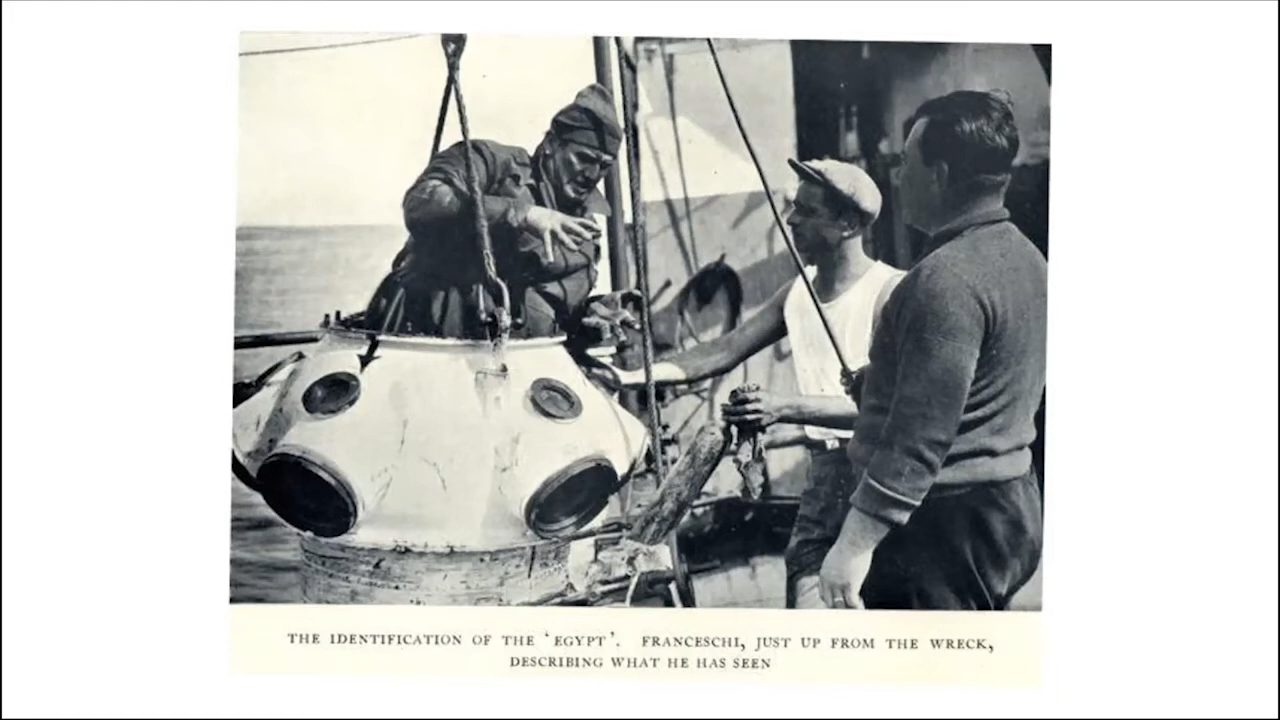 THE IDENTIFICATION OF THE ‘EGYPT’. FRANCESCHI, JUST UP FROM THE WRECK,
DESCRIBING WHAT HE HAS SEEN